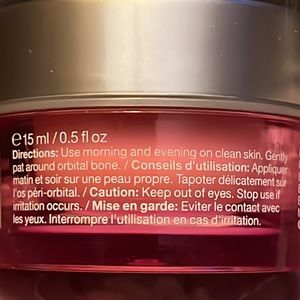 ℮15 ml / 0.5 fl oz
Directions: Use morning and evening on clean skin. Gently
pat around orbital bone. / Conseils d'utilisation: Appliquer
matin et soir sur une peau propre. Tapoter délicatement sur
l'os péri-orbital. / Caution: Keep out of eyes. Stop use if
irritation occurs. / Mise en garde: Eviter le contact avec
les yeux. Interrompre l'utilisation en cas d'irritation.